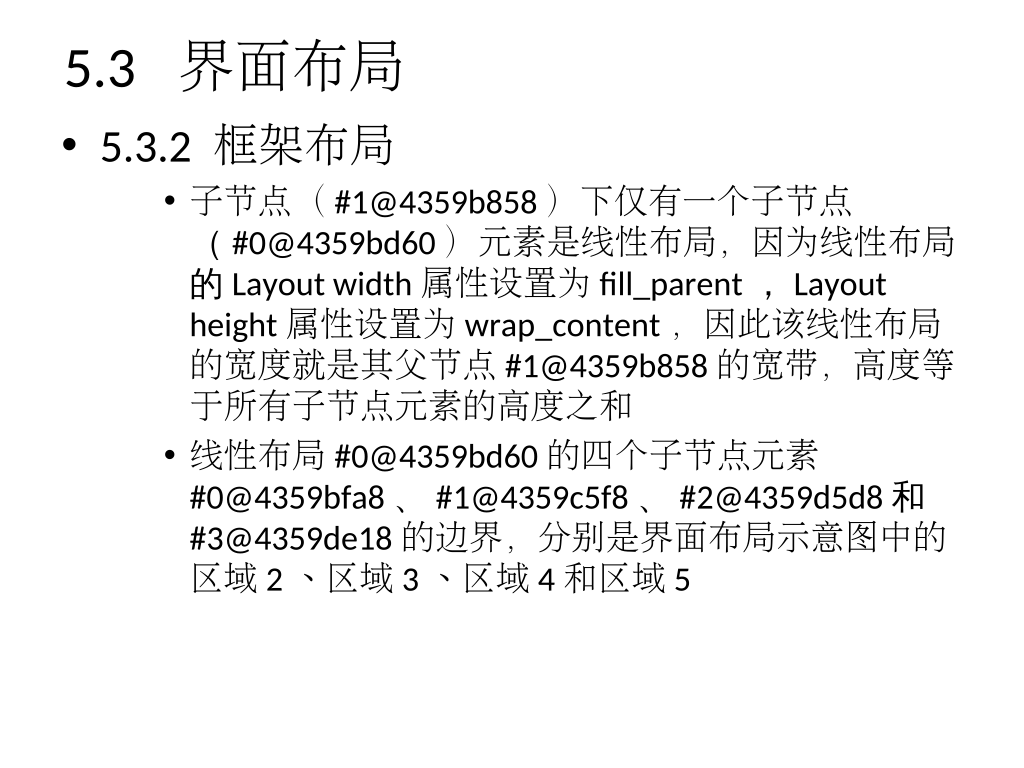 5.3 界面布局
• 5.3.2 框架布局
• 子节点（ #1@4359b858 ）下仅有一个子节点
（ #0@4359bd60 ）元素是线性布局，因为线性布局
的 Layout width 属性设置为 fill_parent ，Layout
height 属性设置为 wrap_content ，因此该线性布局
的宽度就是其父节点 #1@4359b858 的宽带，高度等
于所有子节点元素的高度之和
• 线性布局 #0@4359bd60 的四个子节点元素
#0@4359bfa8 、 #1@4359c5f8 、 #2@4359d5d8 和
#3@4359de18 的边界，分别是界面布局示意图中的
区域 2 、区域 3 、区域 4 和区域 5